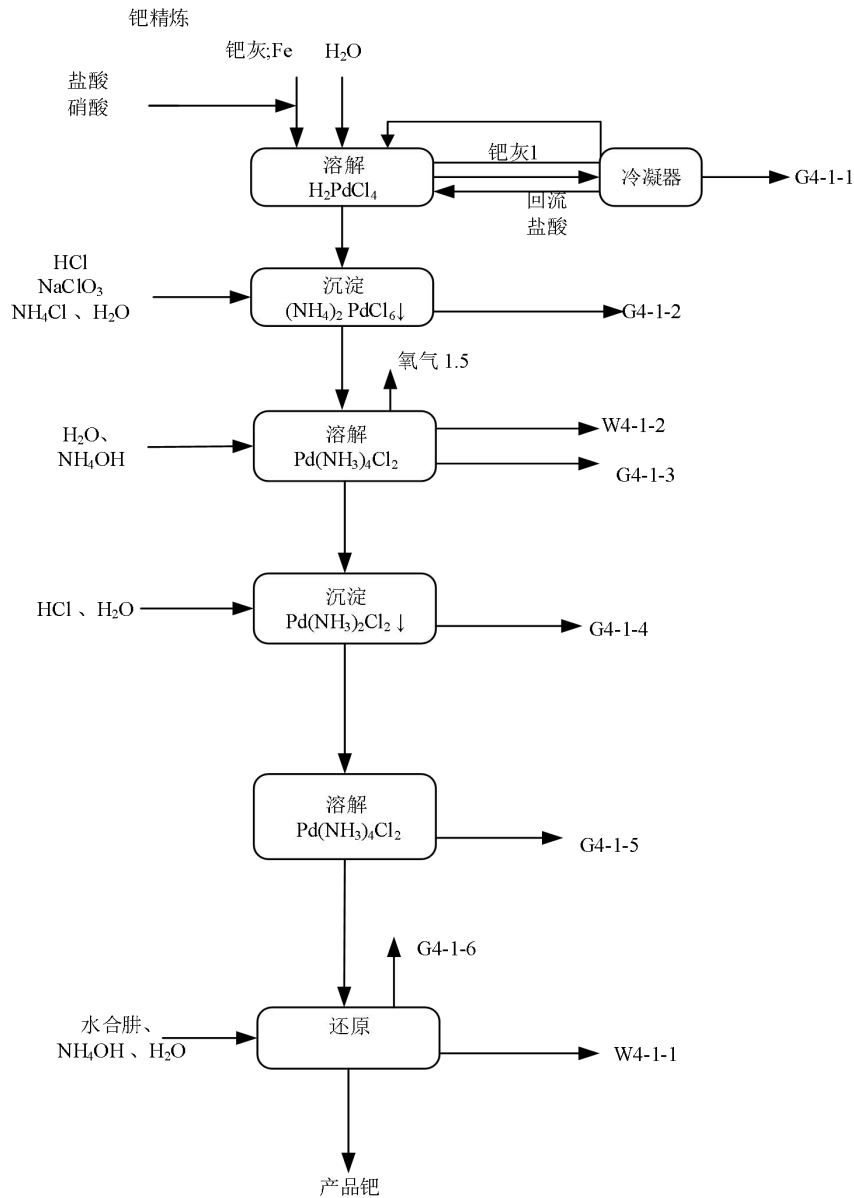 钯精炼
钯灰;Fe
H₂O
盐酸
硝酸
溶解
H₂PdCl₄
钯灰1
回流
盐酸
冷凝器
G4-1-1
HCl
NaClO₃
NH₄Cl 、H₂O
沉淀
(NH₄)₂ PdCl₆↓
G4-1-2
氧气 1.5
H₂O、
NH₄OH
溶解
Pd(NH₃)₄Cl₂
W4-1-2
G4-1-3
HCl 、H₂O
沉淀
Pd(NH₃)₂Cl₂ ↓
G4-1-4
溶解
Pd(NH₃)₄Cl₂
G4-1-5
G4-1-6
水合肼、
NH₄OH 、H₂O
还原
W4-1-1
产品钯